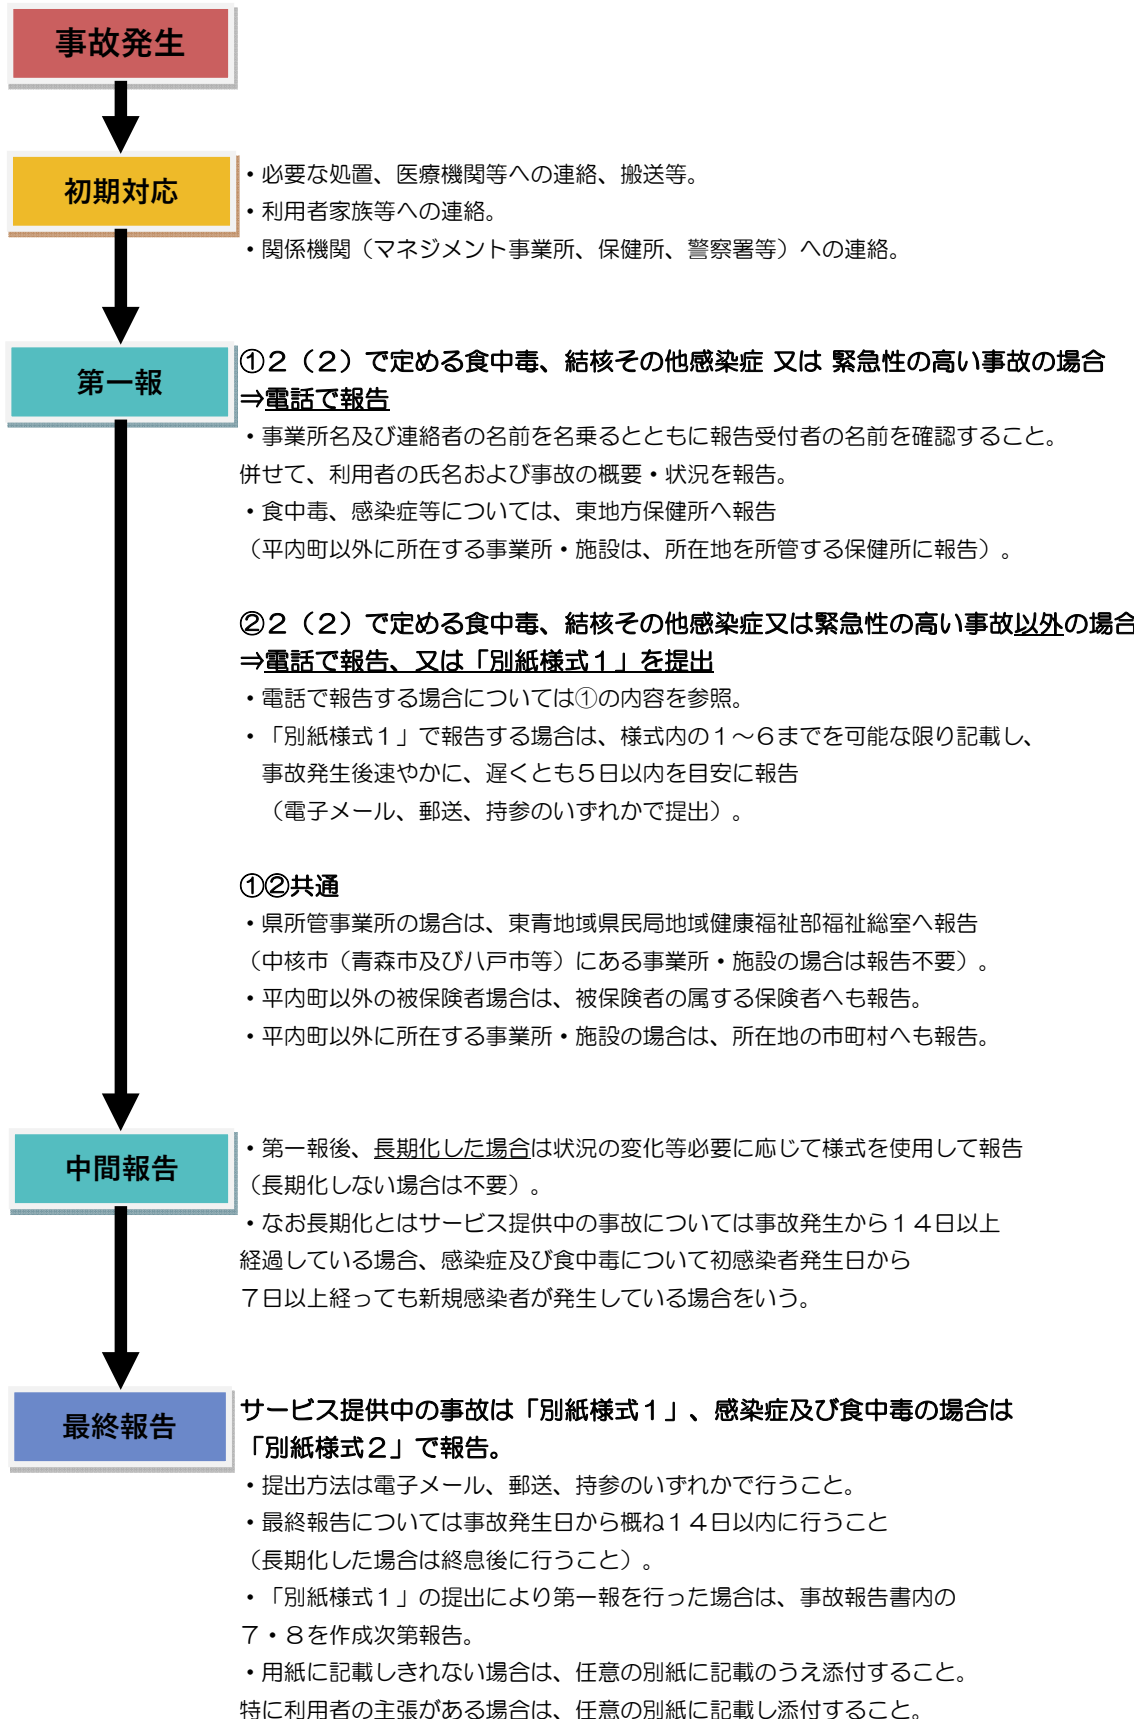 事故発生
初期対応
・必要な処置、医療機関等への連絡、搬送等。
・利用者家族等への連絡。
・関係機関（マネジメント事業所、保健所、警察署等）への連絡。
第一報
①２（２）で定める食中毒、結核その他感染症 又は 緊急性の高い事故の場合
⇒電話で報告
・事業所名及び連絡者の名前を名乗るとともに報告受付者の名前を確認すること。
併せて、利用者の氏名および事故の概要・状況を報告。
・食中毒、感染症等については、東地方保健所へ報告
（平内町以外に所在する事業所・施設は、所在地を所管する保健所に報告）。
②２（２）で定める食中毒、結核その他感染症又は緊急性の高い事故以外の場合
⇒電話で報告、又は「別紙様式１」を提出
・電話で報告する場合については①の内容を参照。
・「別紙様式１」で報告する場合は、様式内の１～６までを可能な限り記載し、
事故発生後速やかに、遅くとも５日以内を目安に報告
（電子メール、郵送、持参のいずれかで提出）。
①②共通
・県所管事業所の場合は、東青地域県民局地域健康福祉部福祉総室へ報告
（中核市（青森市及び八戸市等）にある事業所・施設の場合は報告不要）。
・平内町以外の被保険者場合は、被保険者の属する保険者へも報告。
・平内町以外に所在する事業所・施設の場合は、所在地の市町村へも報告。
中間報告
・第一報後、長期化した場合は状況の変化等必要に応じて様式を使用して報告
（長期化しない場合は不要）。
・なお長期化とはサービス提供中の事故については事故発生から１４日以上
経過している場合、感染症及び食中毒について初感染者発生日から
７日以上経っても新規感染者が発生している場合をいう。
最終報告
サービス提供中の事故は「別紙様式１」、感染症及び食中毒の場合は
「別紙様式２」で報告。
・提出方法は電子メール、郵送、持参のいずれかで行うこと。
・最終報告については事故発生日から概ね１４日以内に行うこと
（長期化した場合は終息後に行うこと）。
・「別紙様式１」の提出により第一報を行った場合は、事故報告書内の
７・８を作成次第報告。
・用紙に記載しきれない場合は、任意の別紙に記載のうえ添付すること。
特に利用者の主張がある場合は、任意の別紙に記載し添付すること。